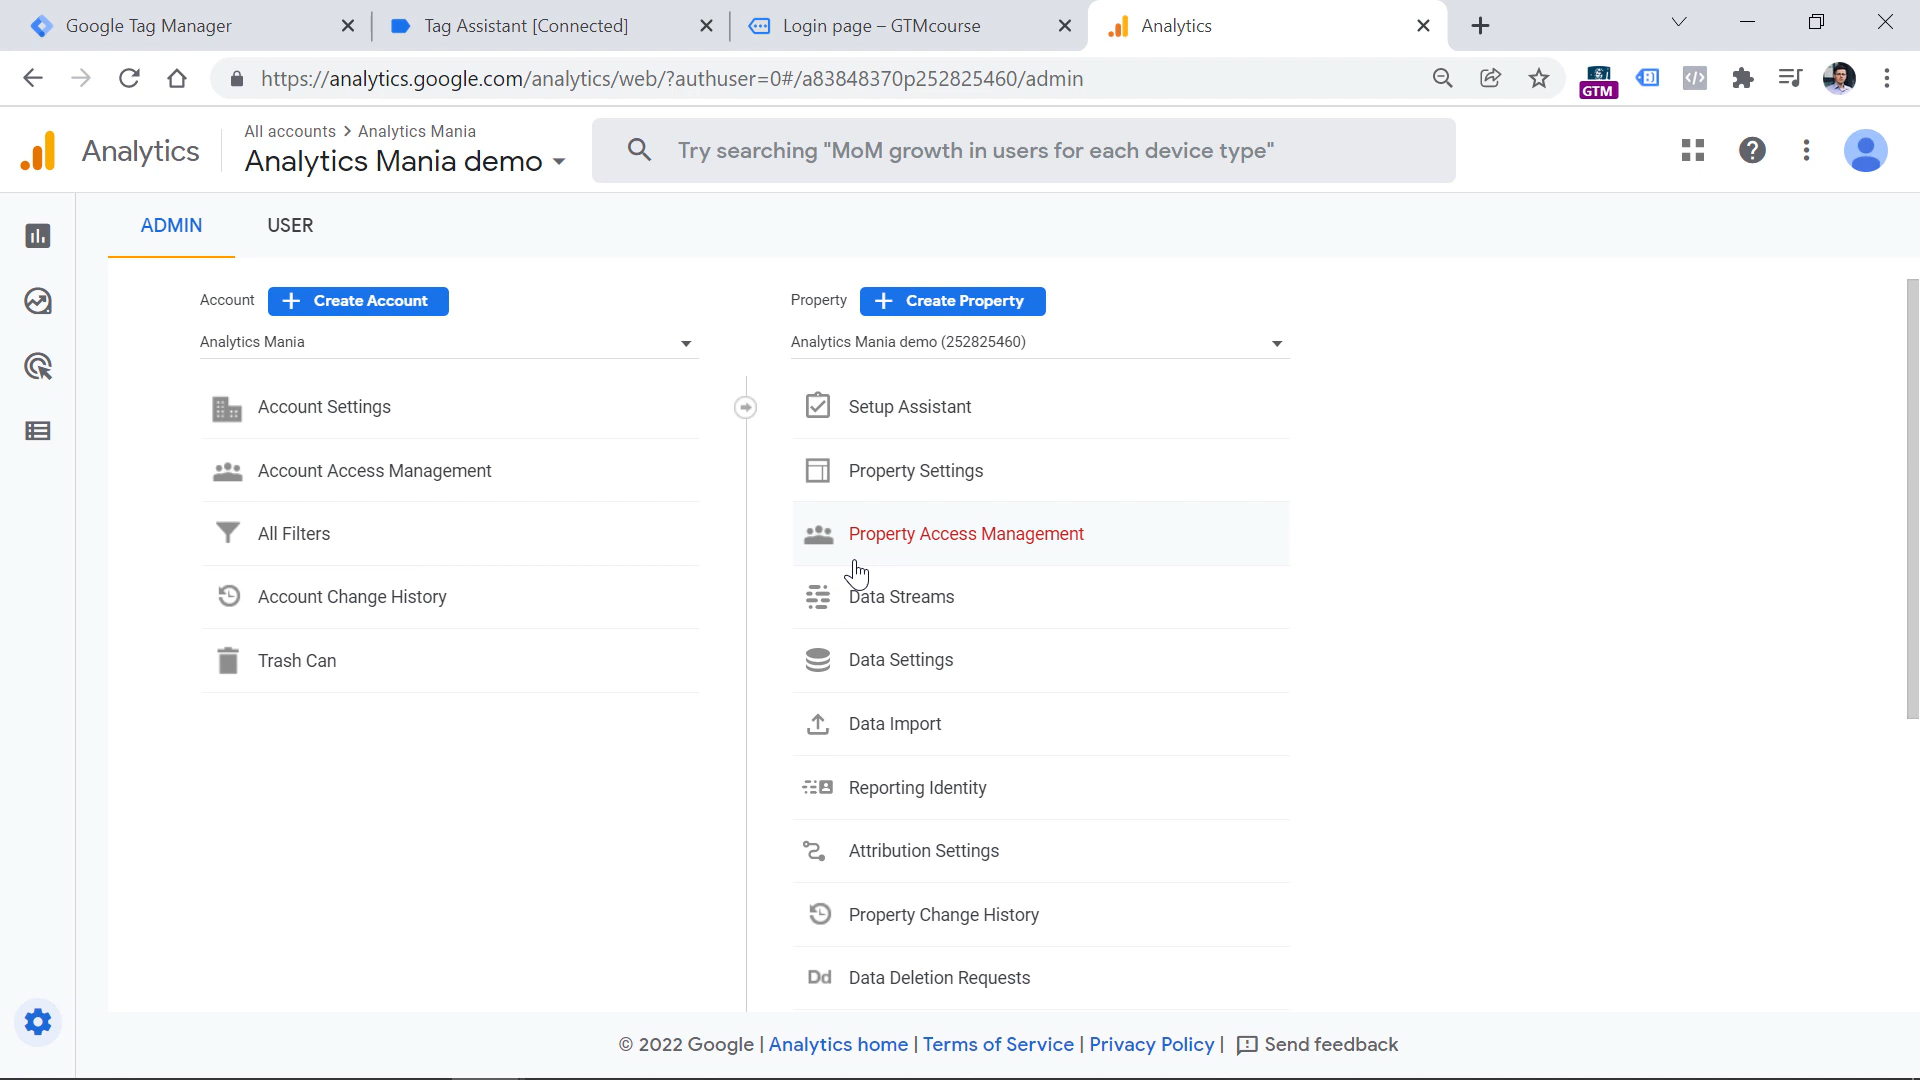 Google Tag Manager
Tag Assistant [Connected]
Login page – GTMcourse
Analytics
https://analytics.google.com/analytics/web/?authuser=0#/a83848370p252825460/admin
GTM
Analytics
All accounts > Analytics Mania
Analytics Mania demo
Try searching "MoM growth in users for each device type"
ADMIN
USER
Account
+ Create Account
Analytics Mania
Account Settings
Account Access Management
All Filters
Account Change History
Trash Can
Property
+ Create Property
Analytics Mania demo (252825460)
Setup Assistant
Property Settings
Property Access Management
Data Streams
Data Settings
Data Import
Reporting Identity
Attribution Settings
Property Change History
Dd Data Deletion Requests
© 2022 Google | Analytics home | Terms of Service | Privacy Policy | Send feedback